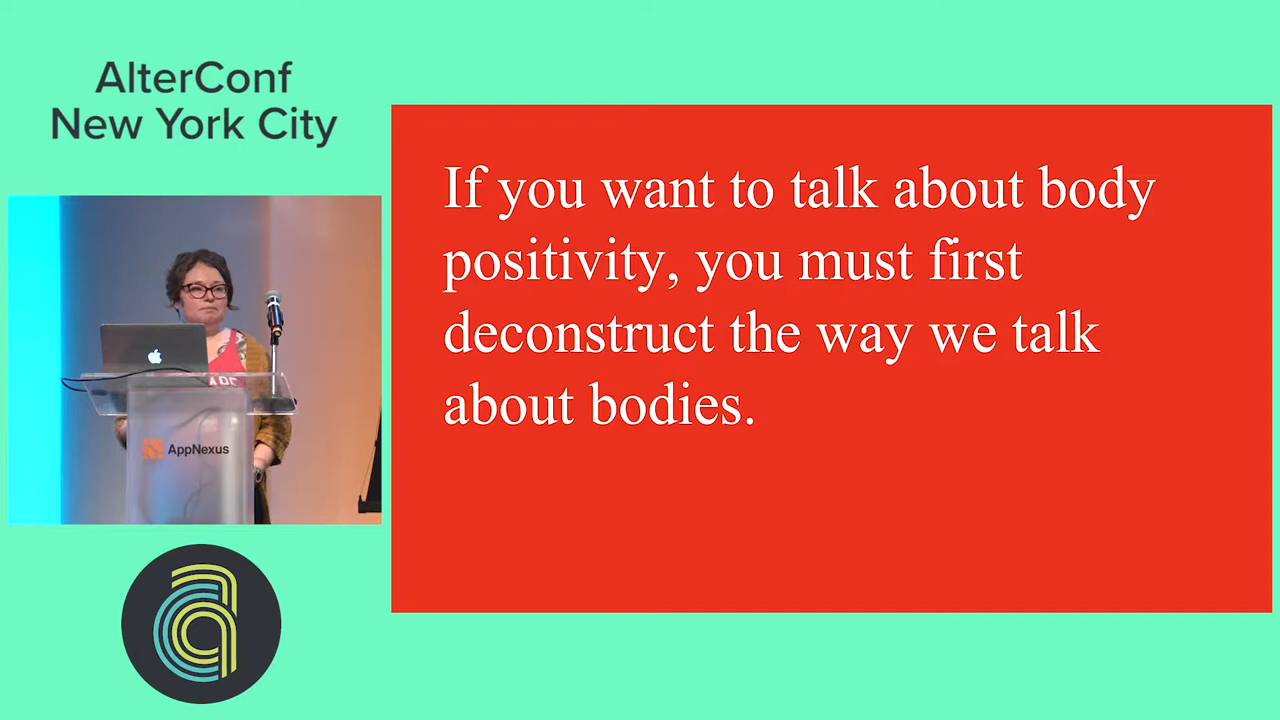 AlterConf
New York City
If you want to talk about body
positivity, you must first
deconstruct the way we talk
about bodies.
AppNexus